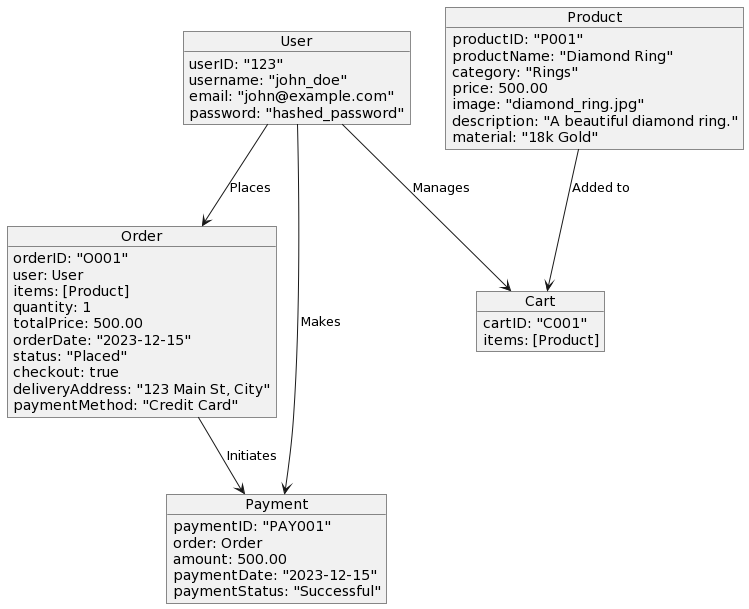 User
userID: "123"
username: "john_doe"
email: "john@example.com"
password: "hashed_password"
Product
productID: "P001"
productName: "Diamond Ring"
category: "Rings"
price: 500.00
image: "diamond_ring.jpg"
description: "A beautiful diamond ring."
material: "18k Gold"
Places
Manages
Added to
Order
orderID: "O001"
user: User
items: [Product]
quantity: 1
totalPrice: 500.00
orderDate: "2023-12-15"
status: "Placed"
checkout: true
deliveryAddress: "123 Main St, City"
paymentMethod: "Credit Card"
Makes
Cart
cartID: "C001"
items: [Product]
Initiates
Payment
paymentID: "PAY001"
order: Order
amount: 500.00
paymentDate: "2023-12-15"
paymentStatus: "Successful"